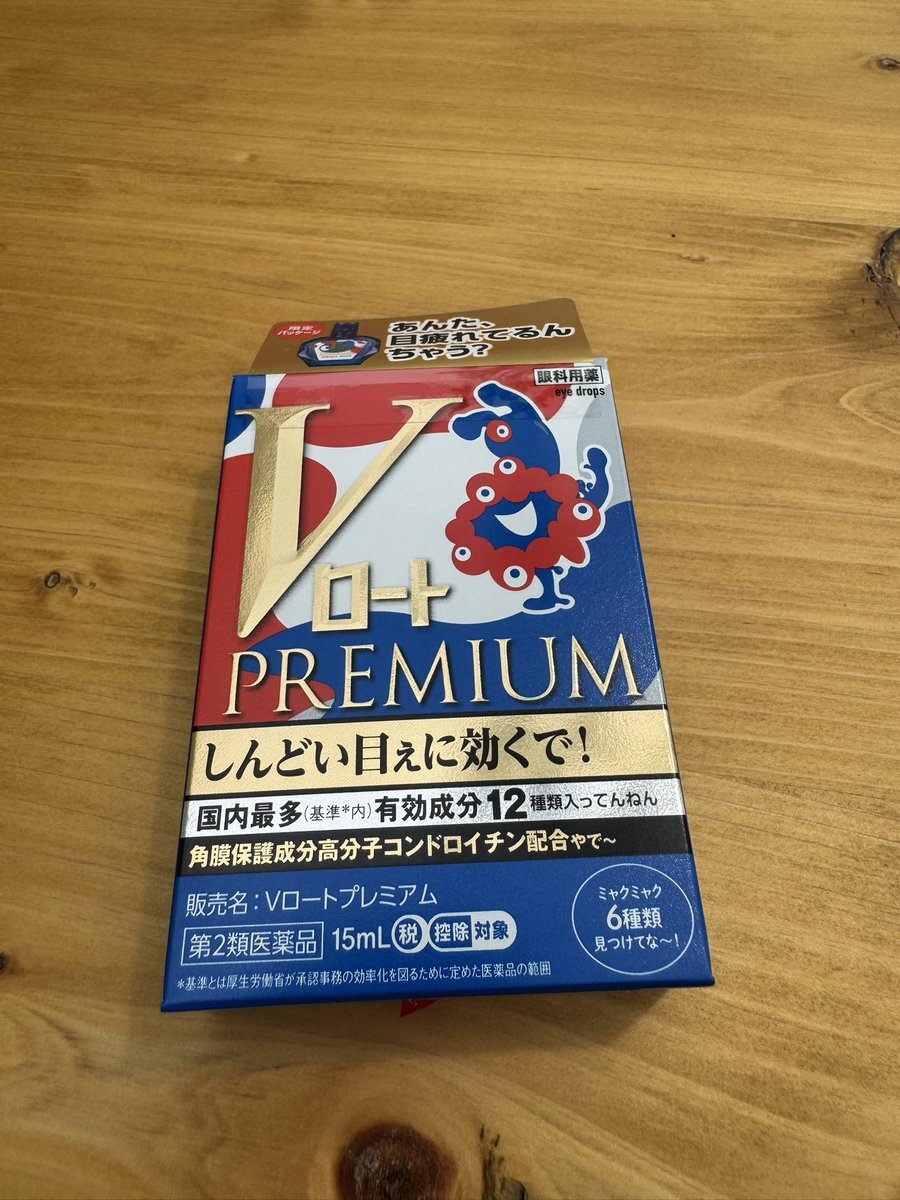 限定
パッケージ
あんた、
目疲れてるん
ちゃう?
眼科用薬
eye drops
V
ロート
PREMIUM
しんどい目ぇに効くで!
国内最多(基準*内)有効成分12種類入ってんねん
角膜保護成分高分子コンドロイチン配合やで〜
販売名:Vロートプレミアム
第2類医薬品 15mL 税 控除 対象
*基準とは厚生労働省が承認事務の効率化を図るために定めた医薬品の範囲
ミャクミャク
6種類
見つけてな〜!